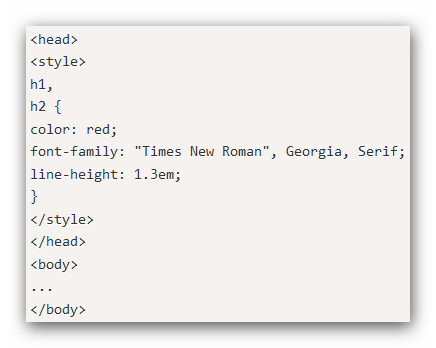 <head>
<style>
h1,
h2 {
color: red;
font-family: "Times New Roman", Georgia, Serif;
line-height: 1.3em;
}
</style>
</head>
<body>
...
</body>